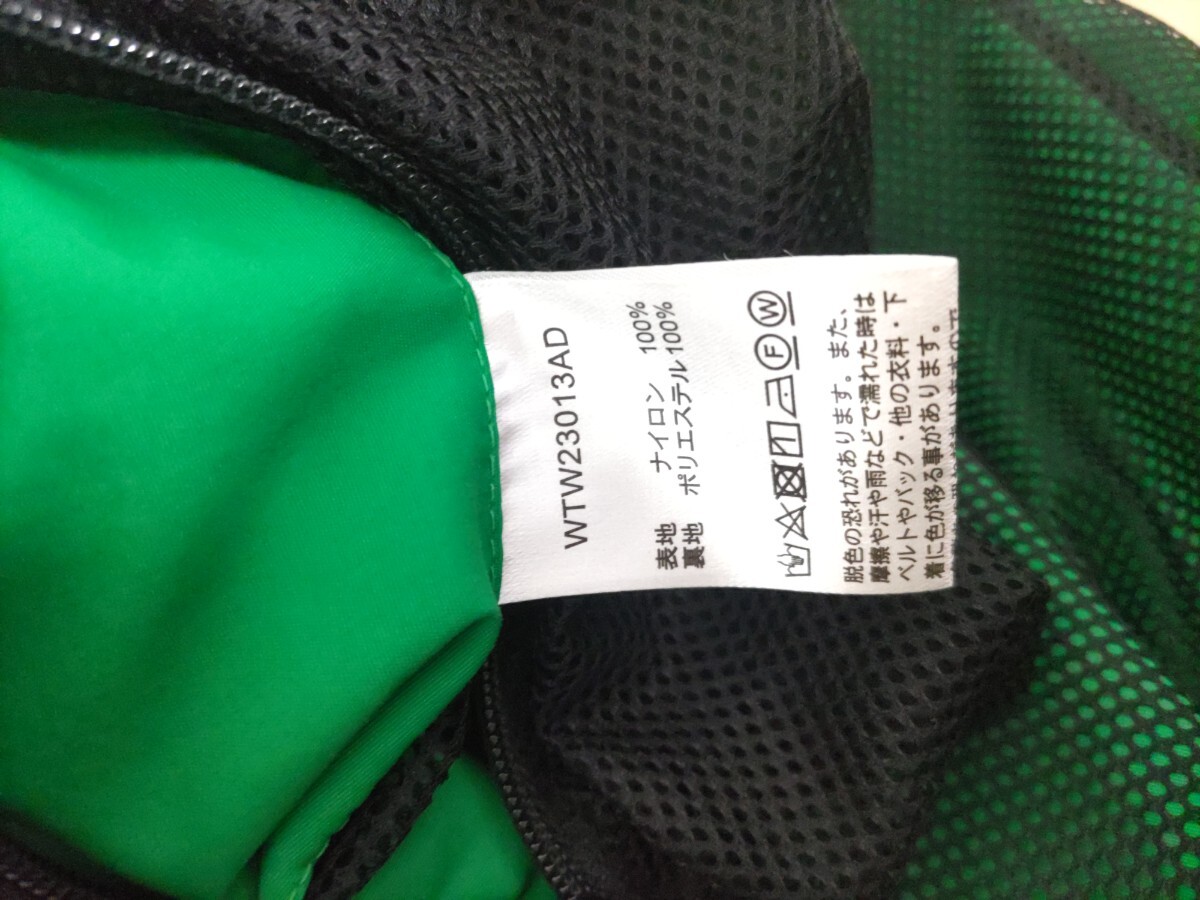 WTW23013AD
表地 ナイロン 100%
裏地 ポリエステル100%
F W
脱色の恐れがあります。また、
摩擦や汗や雨などで濡れた時は
ベルトやバック・他の衣料・下
着に色が移る事があります。